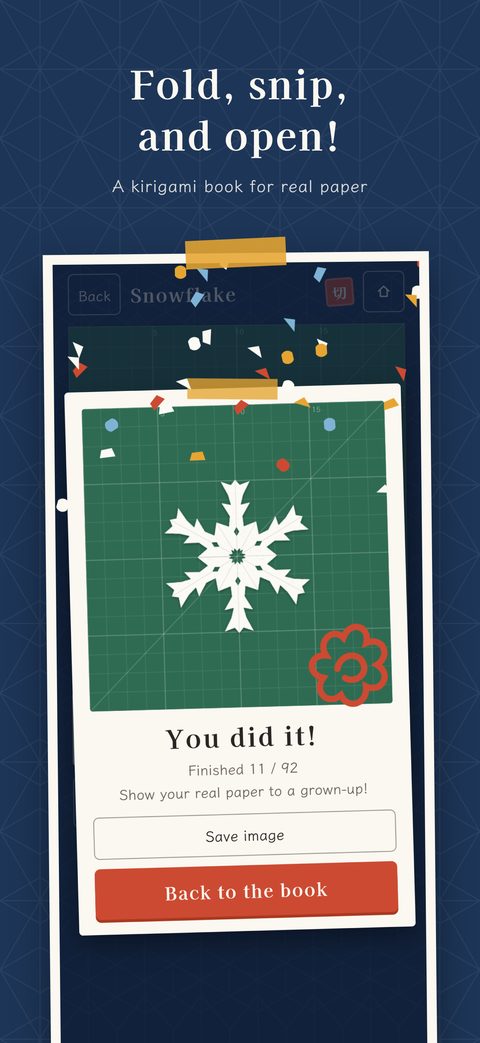 Fold, snip,
and open!
A kirigami book for real paper
Back
Snowflake
切
5 10 15
15
You did it!
Finished 11 / 92
Show your real paper to a grown-up!
Save image
Back to the book